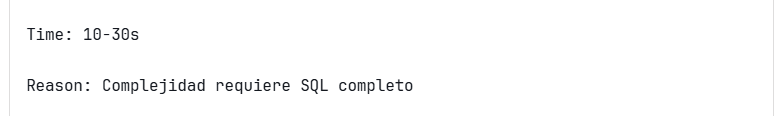 Time: 10-30s
Reason: Complejidad requiere SQL completo